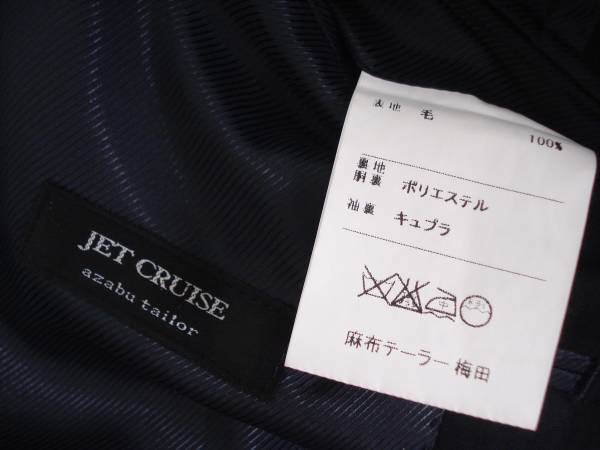 JET CRUISE
azabu tailor
表地 毛
100%
裏地
胴裏 ポリエステル
袖裏 キュプラ
中
麻布テーラー梅田